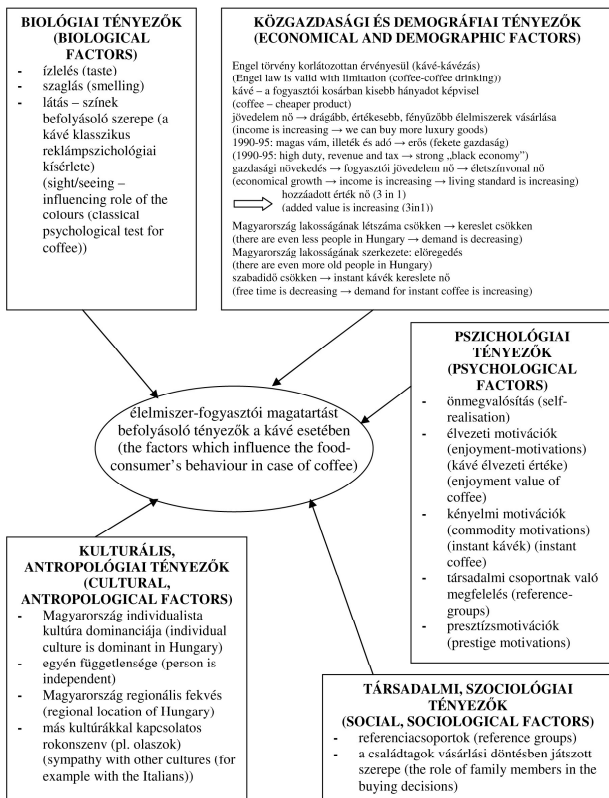 BIOLÓGIAI TÉNYEZŐK
(BIOLOGICAL
FACTORS)
- ízlelés (taste)
- szaglás (smelling)
- látás – színek
befolyásoló szerepe (a
kávé klasszikus
reklámpszichológiai
kísérlete)
(sight/seeing –
influencing role of the
colours (classical
psychological test for
coffee))
KÖZGAZDASÁGI ÉS DEMOGRÁFIAI TÉNYEZŐK
(ECONOMICAL AND DEMOGRAPHIC FACTORS)
Engel törvény korlátozottan érvényesül (kávé-kávézás)
(Engel law is valid with limitation (coffee-coffee drinking))
kávé – a fogyasztói kosárban kisebb hányadot képvisel
(coffee – cheaper product)
jövedelem nő → drágább, értékesebb, fényűzőbb élelmiszerek vásárlása
(income is increasing → we can buy more luxury goods)
1990-95: magas vám, illeték és adó → erős (fekete gazdaság)
(1990-95: high duty, revenue and tax → strong „black economy”)
gazdasági növekedés → fogyasztói jövedelem nő → életszínvonal nő
(economical growth → income is increasing → living standard is increasing)
hozzáadott érték nő (3 in 1)
(added value is increasing (3in1))
Magyarország lakosságának létszáma csökken → kereslet csökken
(there are even less people in Hungary → demand is decreasing)
Magyarország lakosságának szerkezete: elöregedés
(there are even more old people in Hungary)
szabadidő csökken → instant kávék kereslete nő
(free time is decreasing → demand for instant coffee is increasing)
élelmiszer-fogyasztói magatartást
befolyásoló tényezők a kávé esetében
(the factors which influence the food-
consumer's behaviour in case of coffee)
PSZICHOLÓGIAI
TÉNYEZŐK
(PSYCHOLOGICAL
FACTORS)
- önmegvalósítás (self-
realisation)
- élvezeti motivációk
(enjoyment-motivations)
(kávé élvezeti értéke)
(enjoyment value of
coffee)
- kényelmi motivációk
(commodity motivations)
(instant kávék) (instant
coffee)
- társadalmi csoportnak való
megfelelés (reference-
groups)
- presztízsmotivációk
(prestige motivations)
KULTURÁLIS,
ANTROPOLÓGIAI TÉNYEZŐK
(CULTURAL,
ANTROPOLOGICAL FACTORS)
- Magyarország individualista
kultúra dominanciája (individual
culture is dominant in Hungary)
- egyén függetlensége (person is
independent)
- Magyarország regionális fekvés
(regional location of Hungary)
- más kultúrákkal kapcsolatos
rokonszenv (pl. olaszok)
(sympathy with other cultures (for
example with the Italians))
TÁRSADALMI, SZOCIOLÓGIAI
TÉNYEZŐK
(SOCIAL, SOCIOLOGICAL FACTORS)
- referenciacsoportok (reference groups)
- a családtagok vásárlási döntésben játszott
szerepe (the role of family members in the
buying decisions)